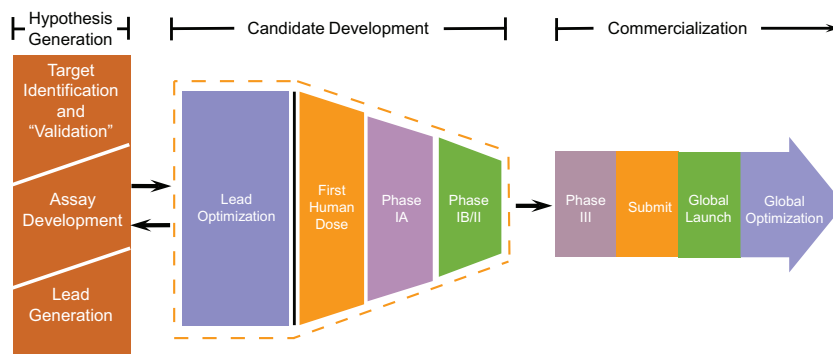 Hypothesis
Generation
Candidate Development
Commercialization
Target
Identification
and
“Validation”
Assay
Development
Lead
Generation
Lead
Optimization
First
Human
Dose
Phase
IA
Phase
IB/II
Phase
III
Submit
Global
Launch
Global
Optimization